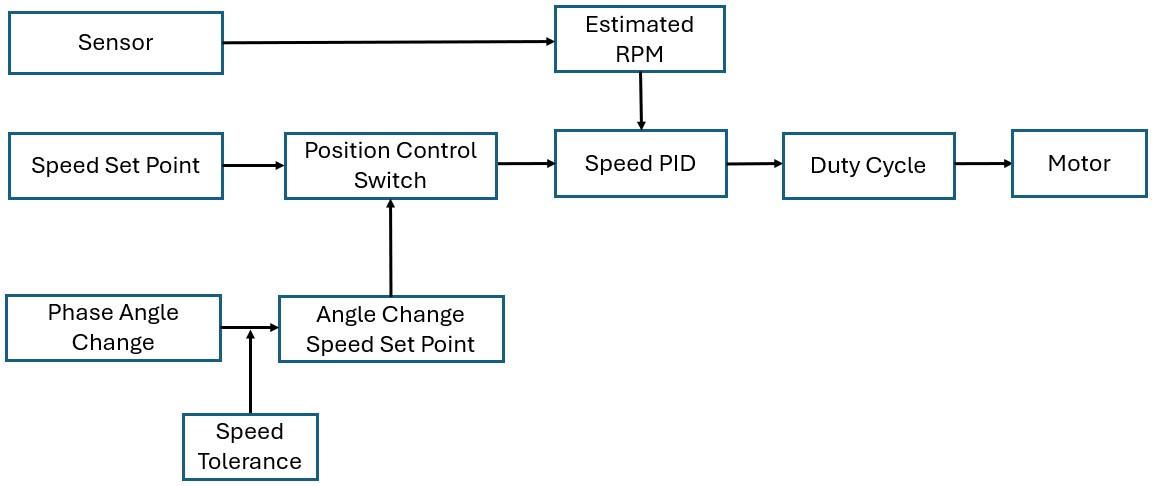 Sensor
Estimated
RPM
Speed Set Point
Position Control
Switch
Speed PID
Duty Cycle
Motor
Phase Angle
Change
Angle Change
Speed Set Point
Speed
Tolerance